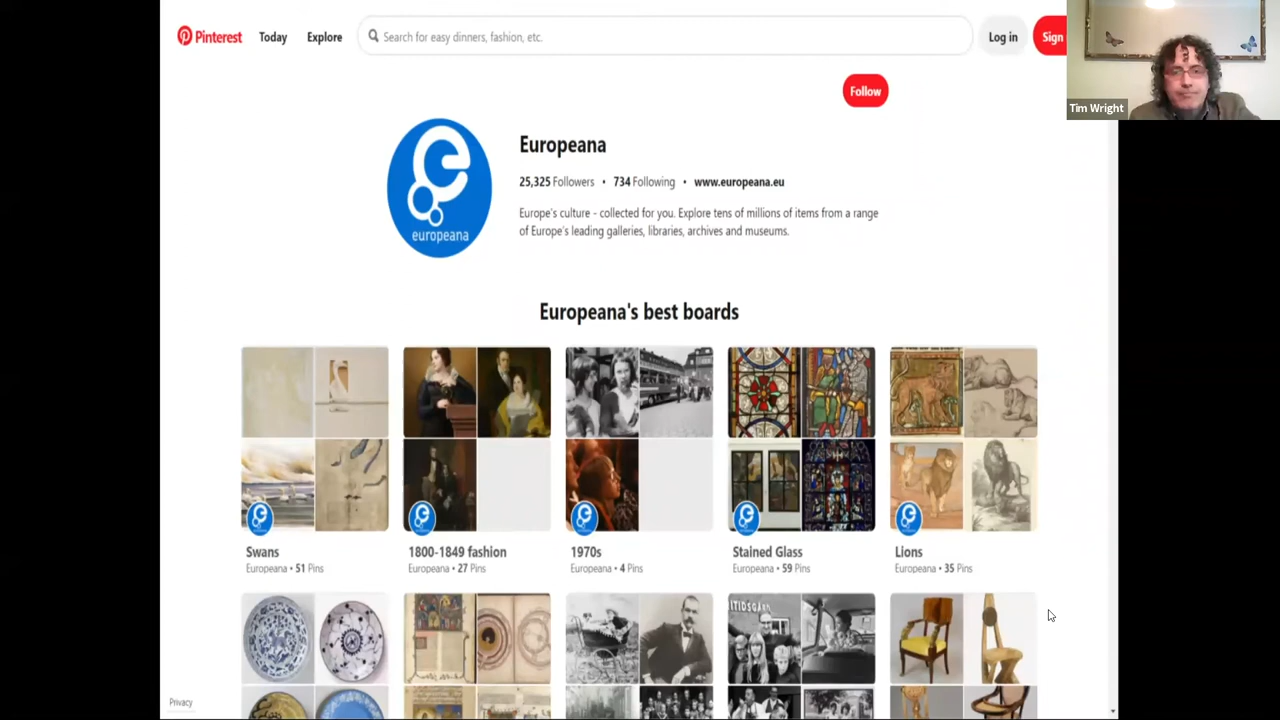 Pinterest Today Explore Search for easy dinners, fashion, etc. Log in Sign
Tim Wright
Follow
europeana
Europeana
25,325 Followers • 734 Following • www.europeana.eu
Europe's culture - collected for you. Explore tens of millions of items from a range
of Europe's leading galleries, libraries, archives and museums.
Europeana's best boards
Swans
Europeana • 51 Pins
1800-1849 fashion
Europeana • 27 Pins
1970s
Europeana • 4 Pins
Stained Glass
Europeana • 59 Pins
Lions
Europeana • 35 Pins
Privacy